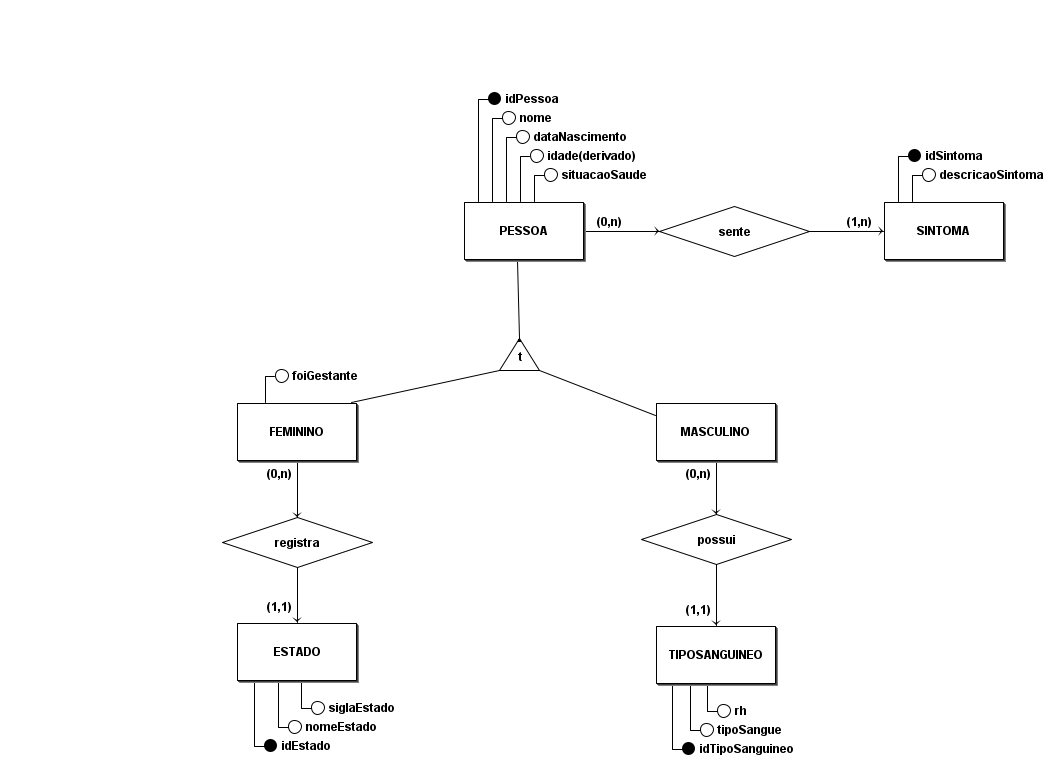 idPessoa
nome
dataNascimento
idade(derivado)
situacaoSaude
PESSOA
(0,n)
sente
(1,n)
idSintoma
descricaoSintoma
SINTOMA
t
foiGestante
FEMININO
(0,n)
registra
(1,1)
ESTADO
siglaEstado
nomeEstado
idEstado
MASCULINO
(0,n)
possui
(1,1)
TIPOSANGUINEO
rh
tipoSangue
idTipoSanguineo